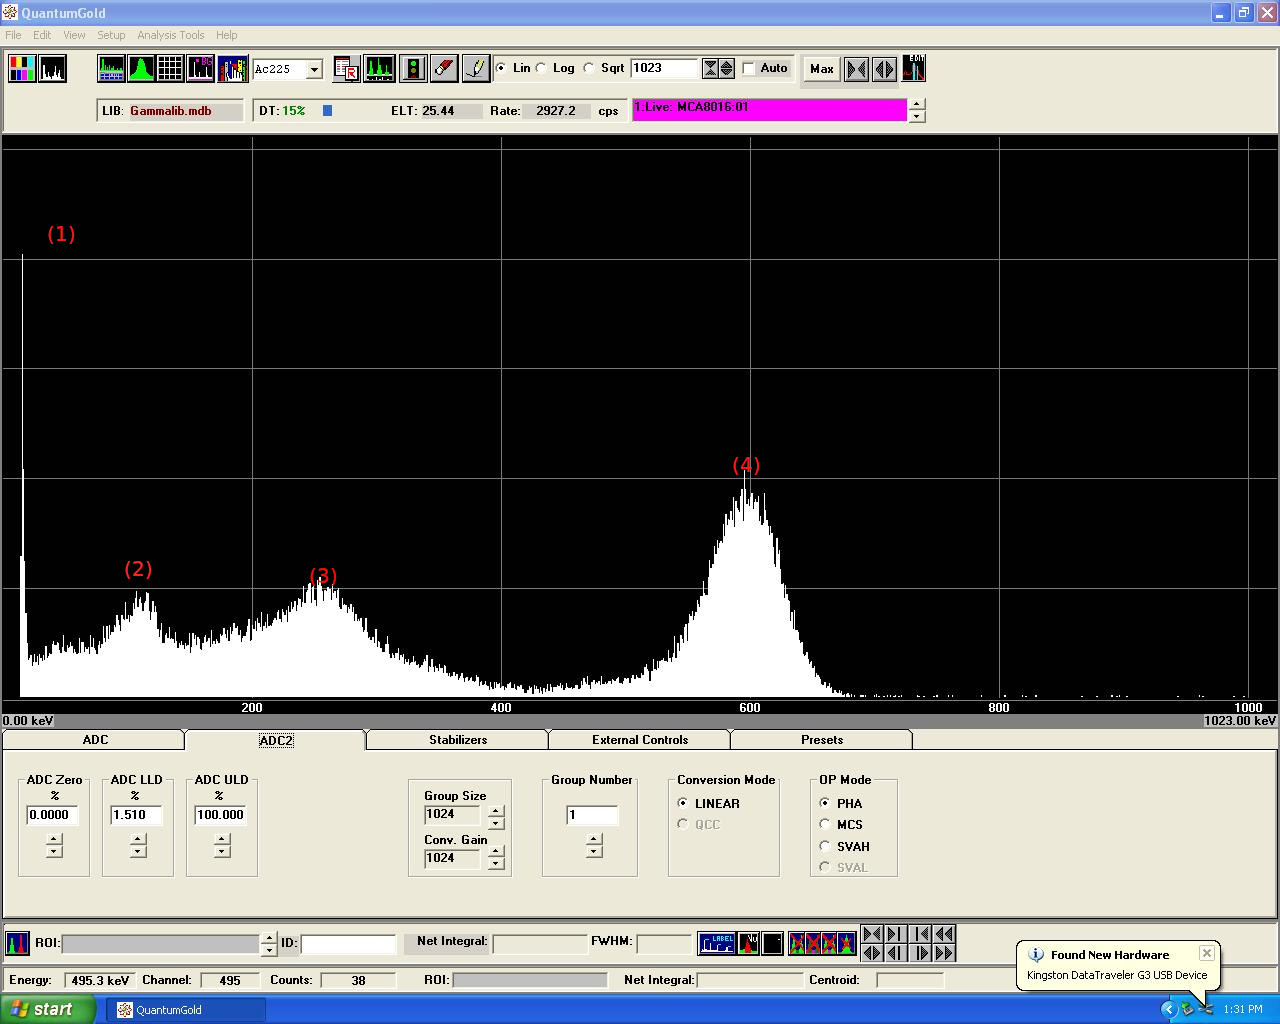 QuantumGold
File Edit View Setup Analysis Tools Help
Ac225 Lin Log Sqrt 1023 Auto Max EDIT
LIB: Gammalib.mdb DT: 15% ELT: 25.44 Rate: 2927.2 cps 1:Live: MCA8016:01
(1)
(4)
(2)
(3)
200 400 600 800 1000
0.00 keV 1023.00 keV
ADC ADC2 Stabilizers External Controls Presets
ADC Zero ADC LLD ADC ULD Group Number Conversion Mode OP Mode
% % % Group Size
0.0000 1.510 100.000 1024 1 LINEAR PHA
QCC MCS
Conv. Gain
1024 SVAH
SVAL
ROI: ID: Net Integral: FWHM: LABEL
Energy: 495.3 keV Channel: 495 Counts: 38 ROI: Net Integral: Centroid:
Found New Hardware
Kingston DataTraveler G3 USB Device
start QuantumGold 1:31 PM